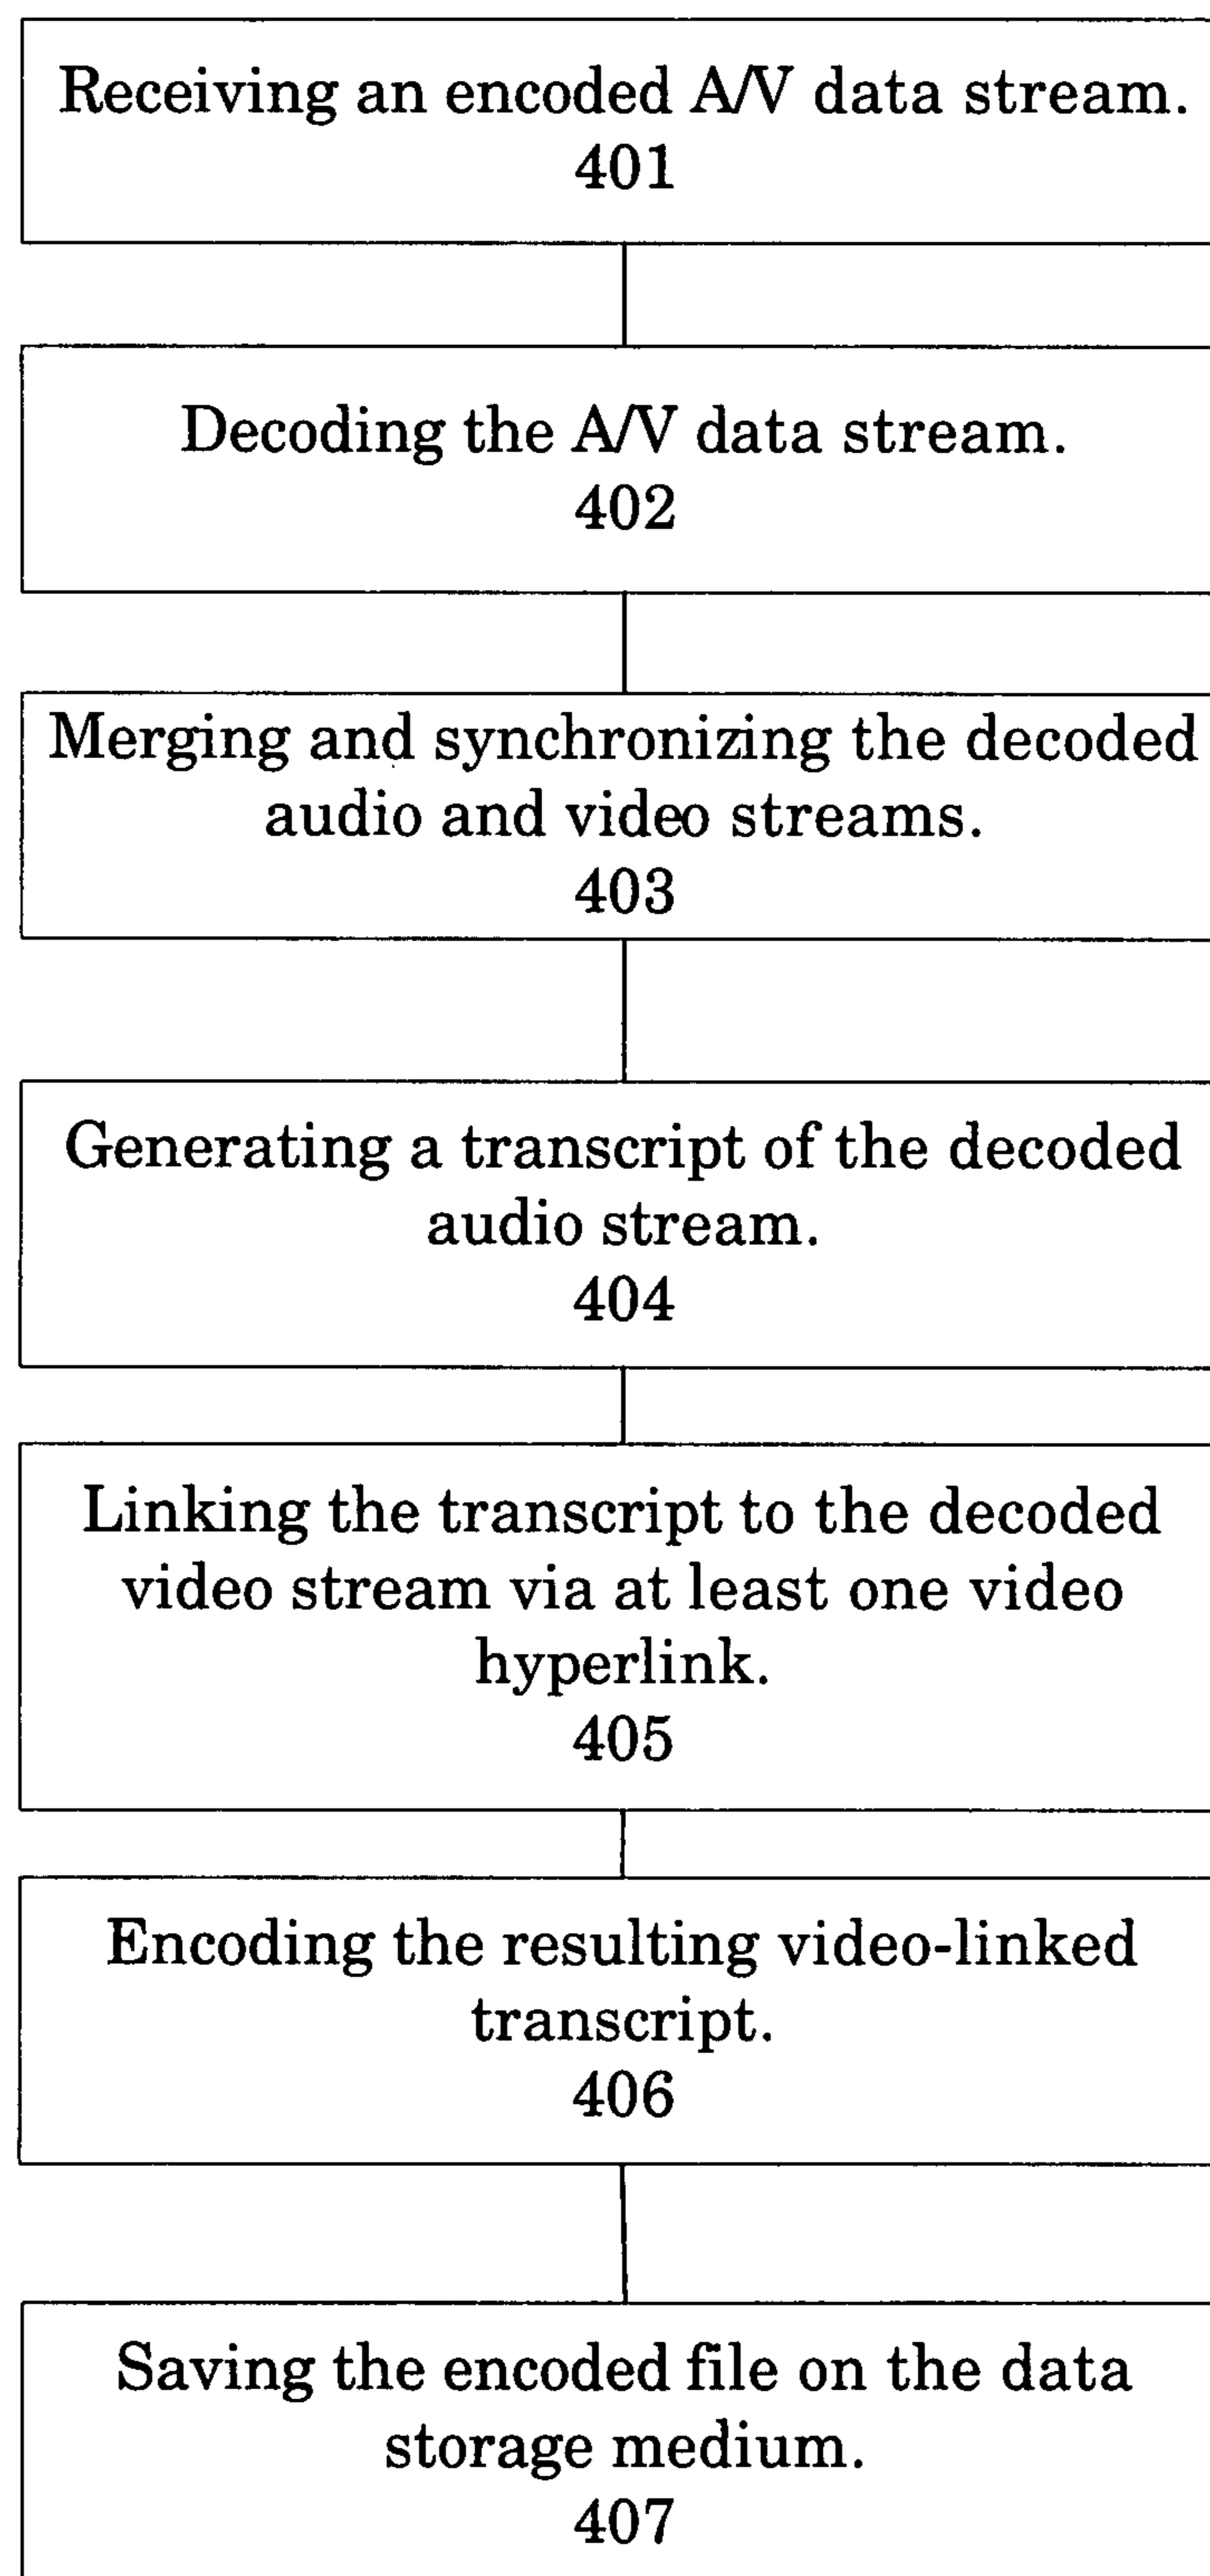 Receiving an encoded A/V data stream.
401
Decoding the A/V data stream.
402
Merging and synchronizing the decoded
audio and video streams.
403
Generating a transcript of the decoded
audio stream.
404
Linking the transcript to the decoded
video stream via at least one video
hyperlink.
405
Encoding the resulting video-linked
transcript.
406
Saving the encoded file on the data
storage medium.
407